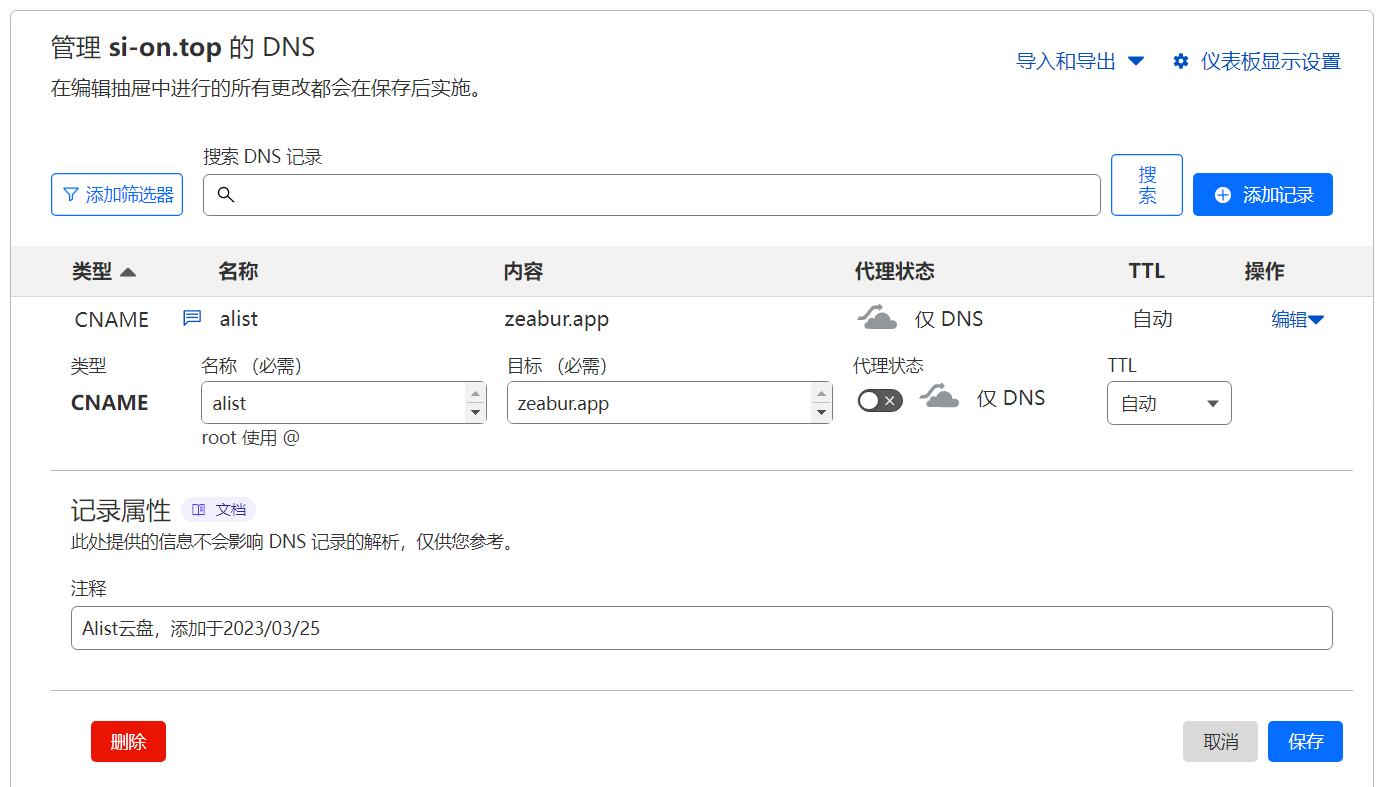 管理 si-on.top 的 DNS
导入和导出
仪表板显示设置
在编辑抽屉中进行的所有更改都会在保存后实施。
搜索 DNS 记录
添加筛选器
搜
索
添加记录
类型 名称 内容 代理状态 TTL 操作
CNAME alist zeabur.app 仅 DNS 自动 编辑
类型 名称 （必需） 目标 （必需） 代理状态 TTL
CNAME alist zeabur.app 仅 DNS 自动
root 使用 @
记录属性 文档
此处提供的信息不会影响 DNS 记录的解析，仅供您参考。
注释
Alist云盘，添加于2023/03/25
删除 取消 保存